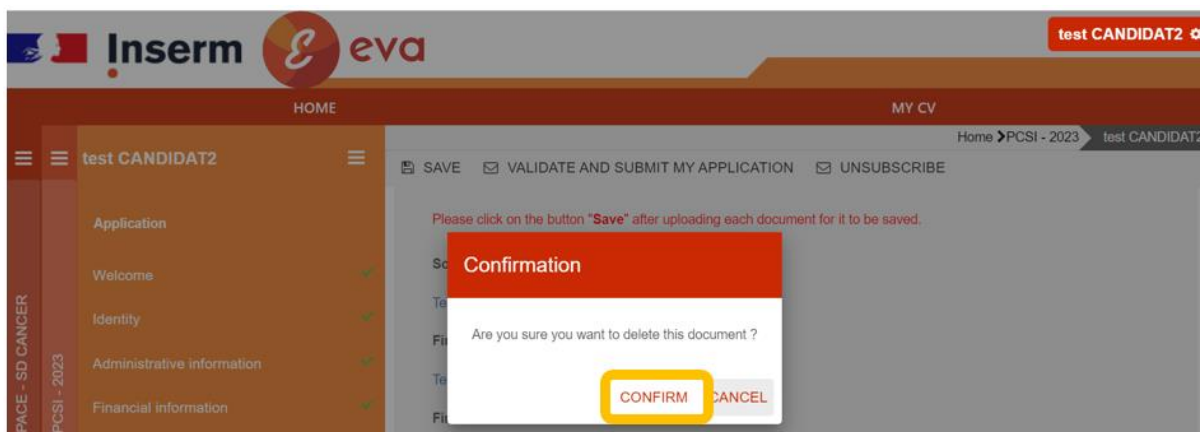 Inserm
eva
test CANDIDAT2
HOME
MY CV
Home PCSI - 2023
test CANDIDAT2
test CANDIDAT2
SAVE
VALIDATE AND SUBMIT MY APPLICATION
UNSUBSCRIBE
Application
Welcome
Identity
Administrative information
Financial information
PACE - SD CANCER
PCSI - 2023
Please click on the button "Save" after uploading each document for it to be saved.
Confirmation
Are you sure you want to delete this document ?
CONFIRM
CANCEL